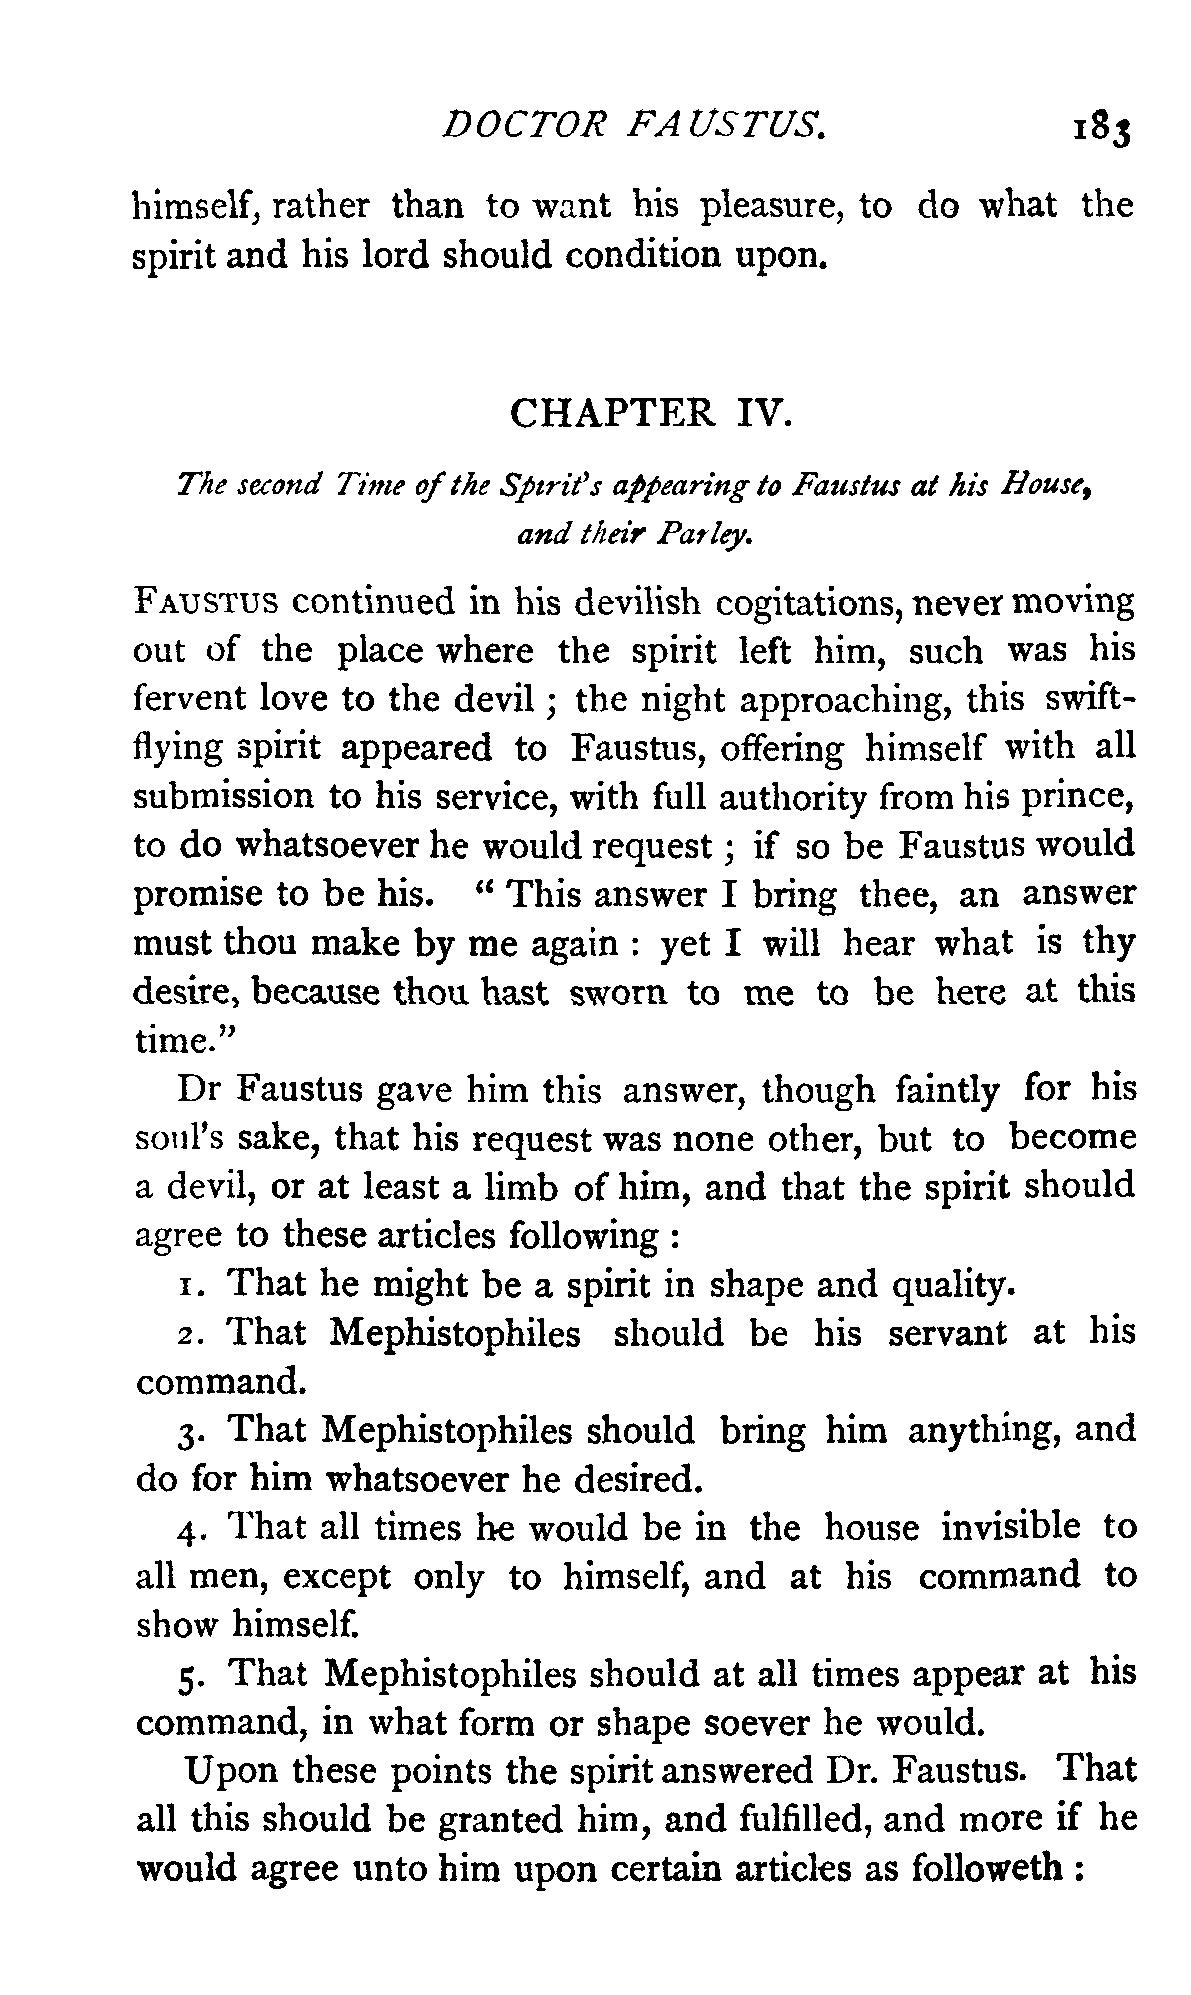 DOCTOR FAUSTUS. 183
himself, rather than to want his pleasure, to do what the
spirit and his lord should condition upon.
CHAPTER IV.
The second Time of the Spirit's appearing to Faustus at his House,
and their Parley.
FAUSTUS continued in his devilish cogitations, never moving
out of the place where the spirit left him, such was his
fervent love to the devil ; the night approaching, this swift-
flying spirit appeared to Faustus, offering himself with all
submission to his service, with full authority from his prince,
to do whatsoever he would request ; if so be Faustus would
promise to be his. " This answer I bring thee, an answer
must thou make by me again : yet I will hear what is thy
desire, because thou hast sworn to me to be here at this
time."
Dr Faustus gave him this answer, though faintly for his
soul's sake, that his request was none other, but to become
a devil, or at least a limb of him, and that the spirit should
agree to these articles following :
1. That he might be a spirit in shape and quality.
2. That Mephistophiles should be his servant at his
command.
3. That Mephistophiles should bring him anything, and
do for him whatsoever he desired.
4. That all times he would be in the house invisible to
all men, except only to himself, and at his command to
show himself.
5. That Mephistophiles should at all times appear at his
command, in what form or shape soever he would.
Upon these points the spirit answered Dr. Faustus. That
all this should be granted him, and fulfilled, and more if he
would agree unto him upon certain articles as followeth :